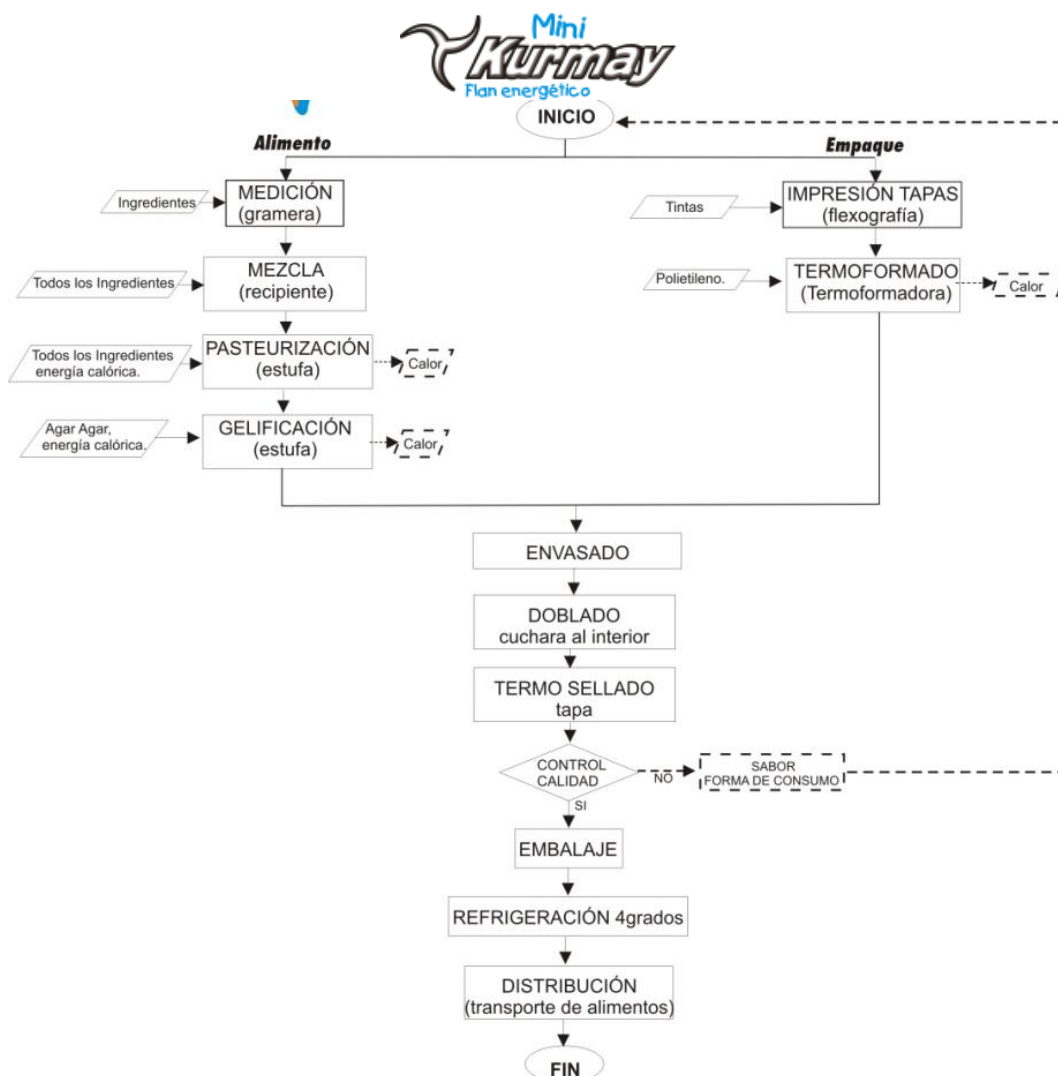 Mini
Kurmay
Flan energético
INICIO
Alimento
Empaque
Ingredientes
MEDICIÓN
(gramera)
Tintas
IMPRESIÓN TAPAS
(flexografía)
Todos los Ingredientes
MEZCLA
(recipiente)
Polietileno.
TERMOFORMADO
(Termoformadora)
Calor
Todos los Ingredientes
energía calórica.
PASTEURIZACIÓN
(estufa)
Calor
Agar Agar,
energía calórica.
GELIFICACIÓN
(estufa)
Calor
ENVASADO
DOBLADO
cuchara al interior
TERMO SELLADO
tapa
CONTROL
CALIDAD
NO
SABOR
FORMA DE CONSUMO
SI
EMBALAJE
REFRIGERACIÓN 4grados
DISTRIBUCIÓN
(transporte de alimentos)
FIN